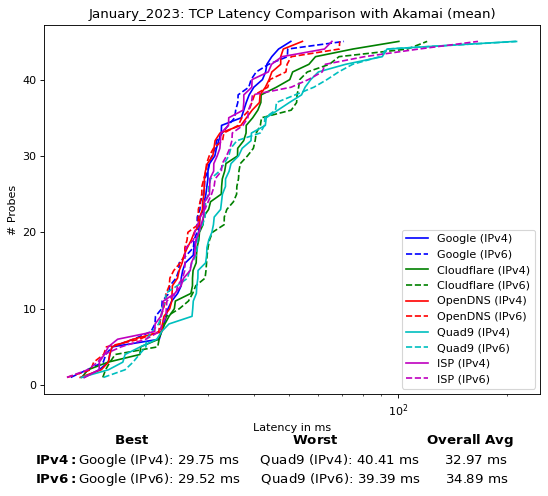 January_2023: TCP Latency Comparison with Akamai (mean)
# Probes
40
30
20
10
0
Google (IPv4)
Google (IPv6)
Cloudflare (IPv4)
Cloudflare (IPv6)
OpenDNS (IPv4)
OpenDNS (IPv6)
Quad9 (IPv4)
Quad9 (IPv6)
ISP (IPv4)
ISP (IPv6)
10²
Latency in ms
Best Worst Overall Avg
IPv4: Google (IPv4): 29.75 ms Quad9 (IPv4): 40.41 ms 32.97 ms
IPv6: Google (IPv6): 29.52 ms Quad9 (IPv6): 39.39 ms 34.89 ms